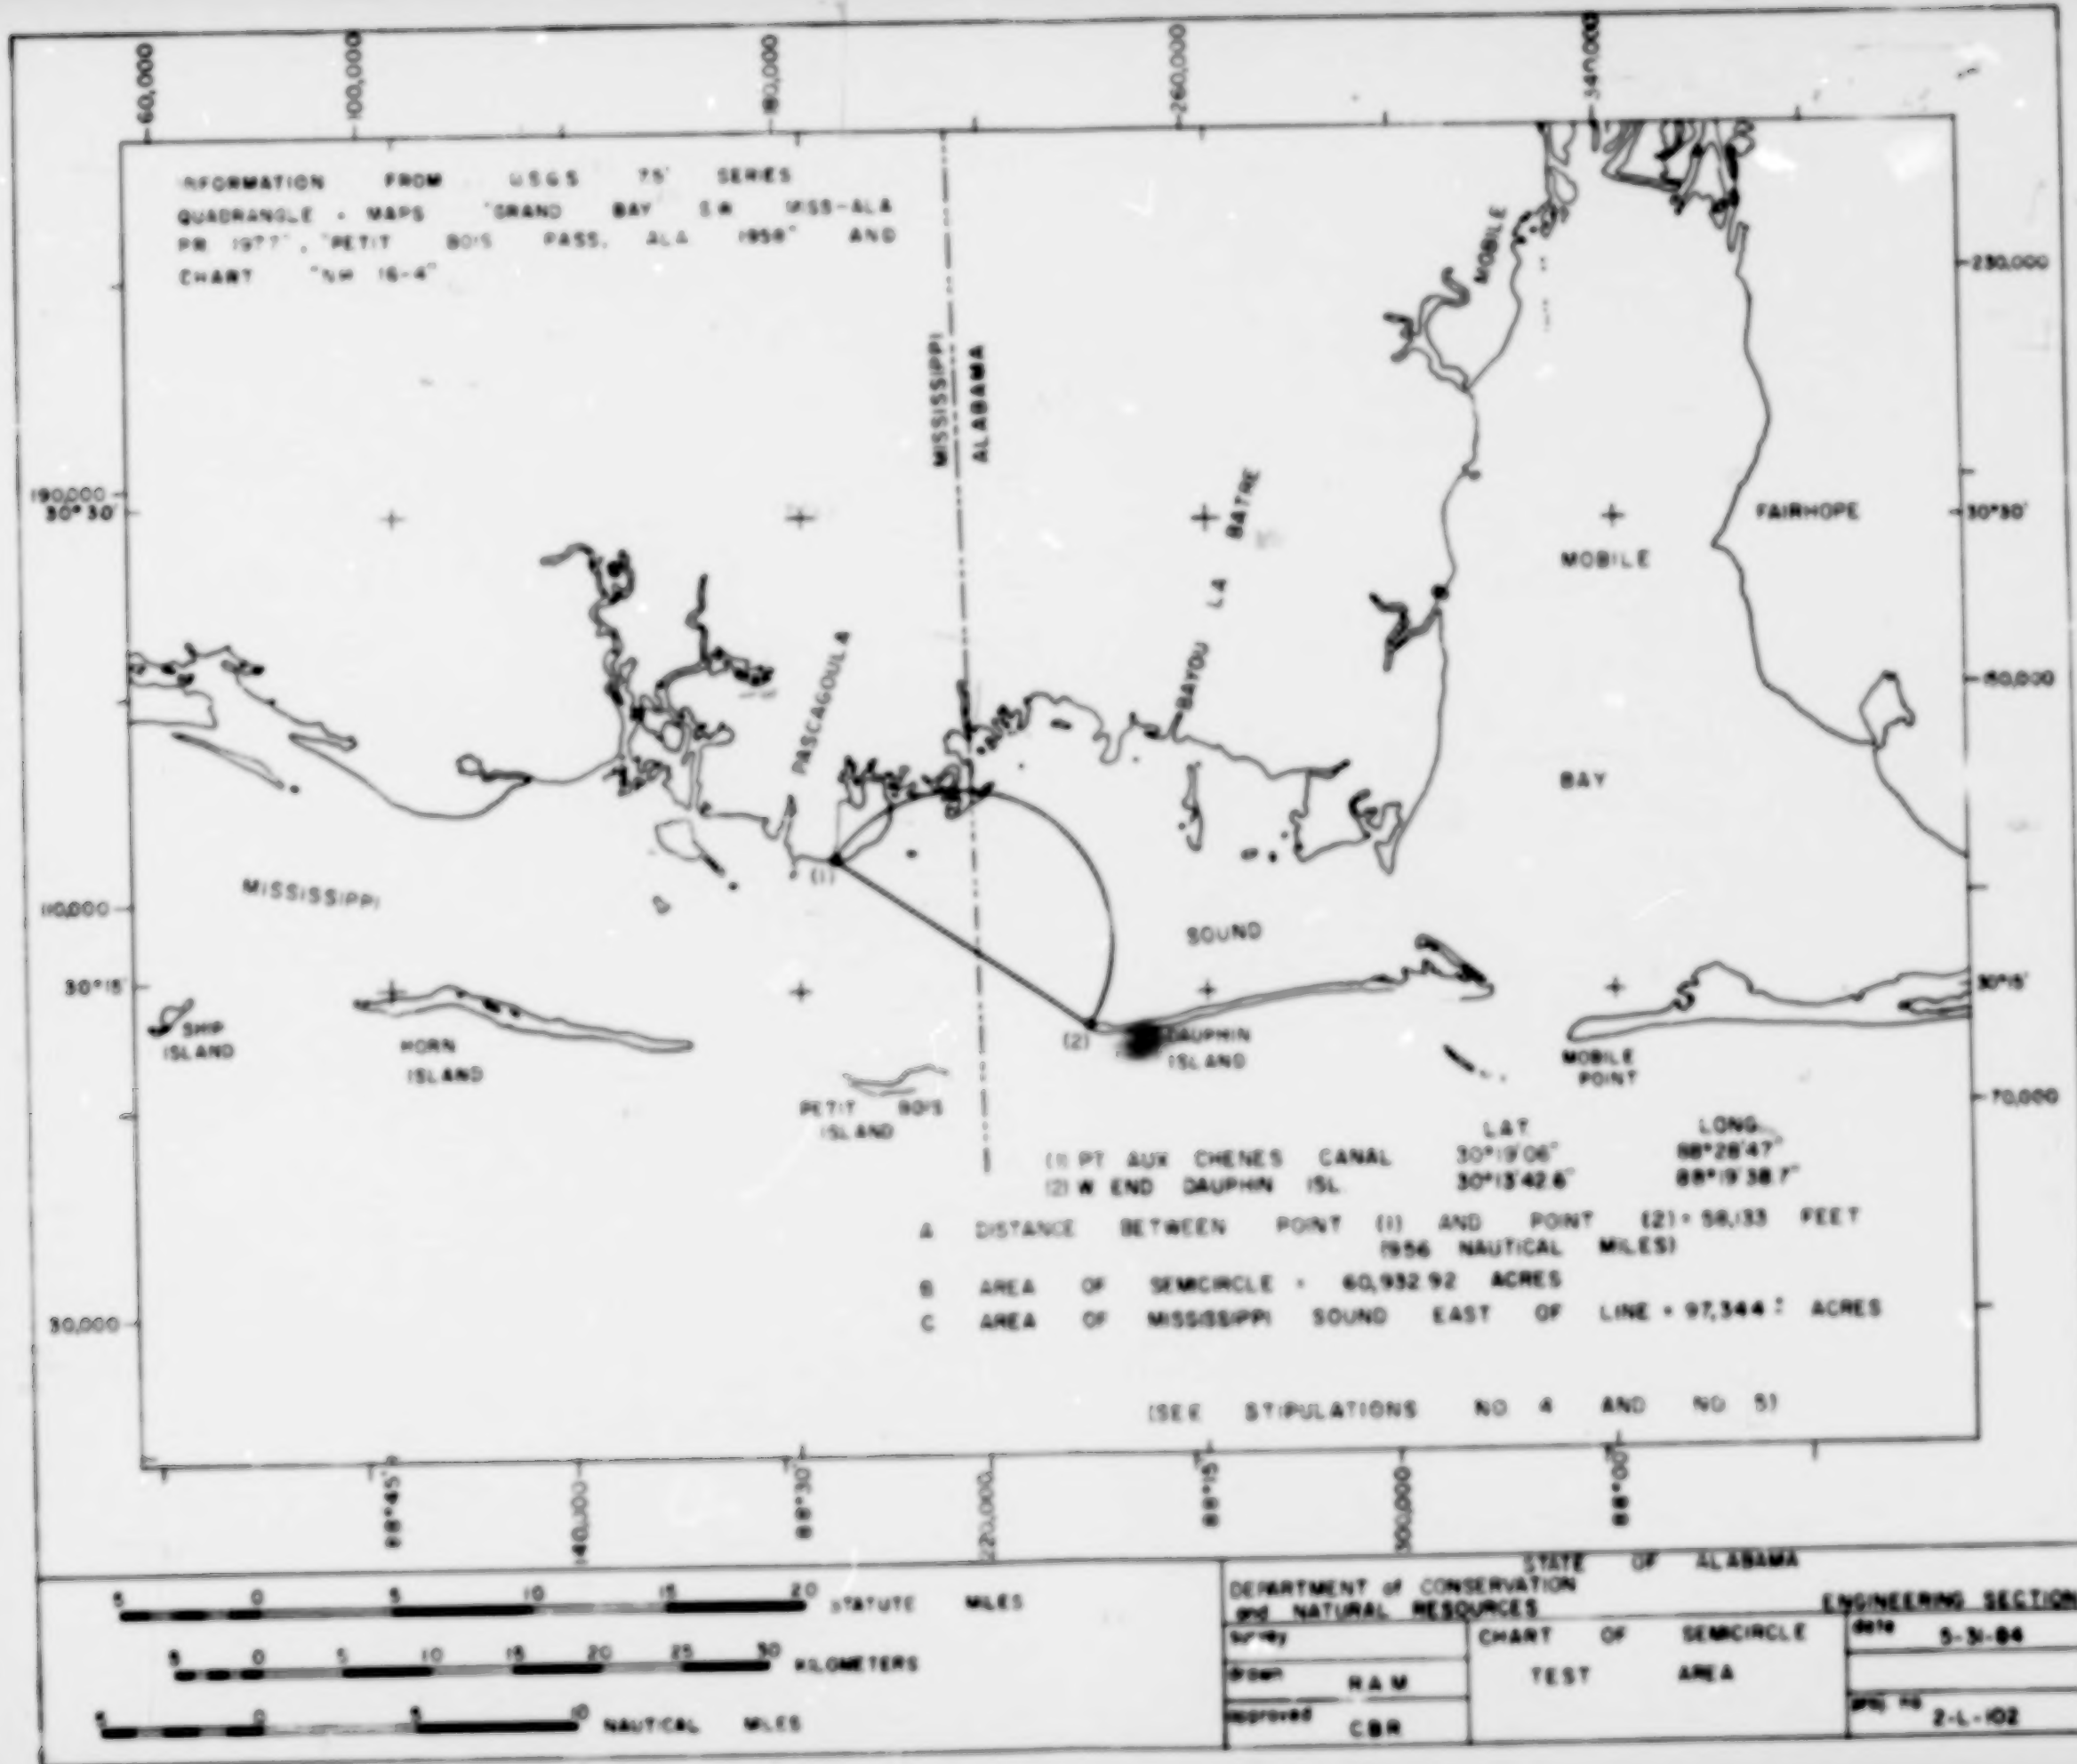 60,000
100,000
180,000
260,000
340,000
INFORMATION FROM U.S.G.S 7.5' SERIES
QUADRANGLE - MAPS "GRAND BAY SW MISS-ALA
PR 1977", "PETIT BOIS PASS, ALA 1958" AND
CHART "NH 16-4"
MISSISSIPPI
ALABAMA
MOBILE
230,000
190,000
30°30'
BAYOU LA BATRE
FAIRHOPE
30°30'
MOBILE
PASCAGOULA
150,000
BAY
(1)
MISSISSIPPI
110,000
SOUND
30°15'
30°15'
SHIP
ISLAND
HORN
ISLAND
(2)
DAUPHIN
ISLAND
MOBILE
POINT
PETIT BOIS
ISLAND
70,000
LAT. LONG.
(1) PT AUX CHENES CANAL 30°19'06" 88°28'47"
(2) W END DAUPHIN ISL. 30°13'42.6" 88°19'38.7"
A DISTANCE BETWEEN POINT (1) AND POINT (2) = 58,133 FEET
(9.56 NAUTICAL MILES)
B AREA OF SEMICIRCLE = 60,932.92 ACRES
C AREA OF MISSISSIPPI SOUND EAST OF LINE = 97,344 ± ACRES
30,000
(SEE STIPULATIONS NO 4 AND NO 5)
88°45'
140,000
88°30'
220,000
88°15'
300,000
88°00'
5 0 5 10 15 20 STATUTE MILES
5 0 5 10 15 20 25 30 KILOMETERS
5 0 5 10 NAUTICAL MILES
STATE OF ALABAMA
DEPARTMENT of CONSERVATION
and NATURAL RESOURCES
ENGINEERING SECTION
survey
drawn RAM
approved CBR
CHART OF SEMICIRCLE
TEST AREA
date 5-31-84
proj no 2-L-102